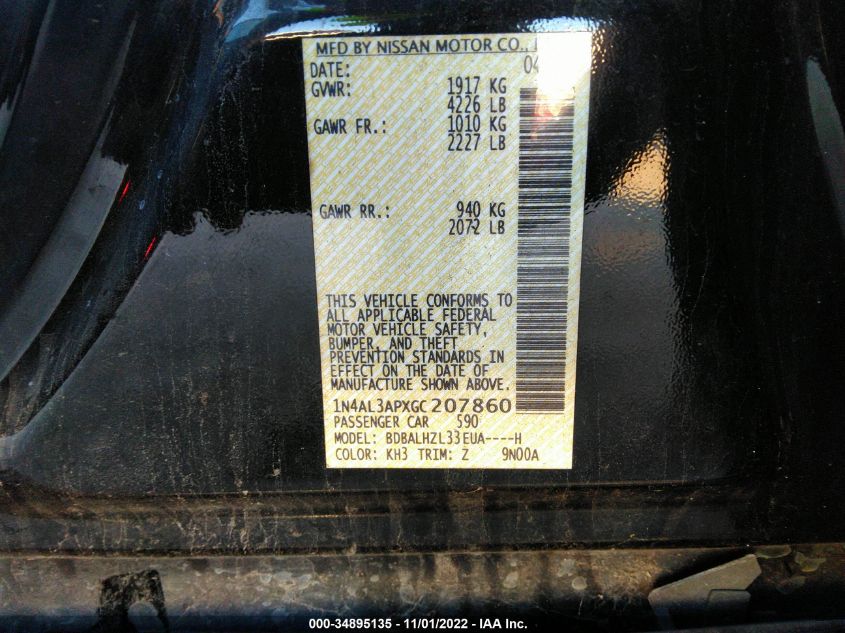 MFD BY NISSAN MOTOR CO.,
DATE: 04
GVWR: 1917 KG
4226 LB
GAWR FR.: 1010 KG
2227 LB
GAWR RR.: 940 KG
2072 LB
THIS VEHICLE CONFORMS TO
ALL APPLICABLE FEDERAL
MOTOR VEHICLE SAFETY,
BUMPER, AND THEFT
PREVENTION STANDARDS IN
EFFECT ON THE DATE OF
MANUFACTURE SHOWN ABOVE.
1N4AL3APXGC207860
PASSENGER CAR 590
MODEL: BDBALHZL33EUA----H
COLOR: KH3 TRIM: Z 9N00A
000-34895135 - 11/01/2022 - IAA Inc.